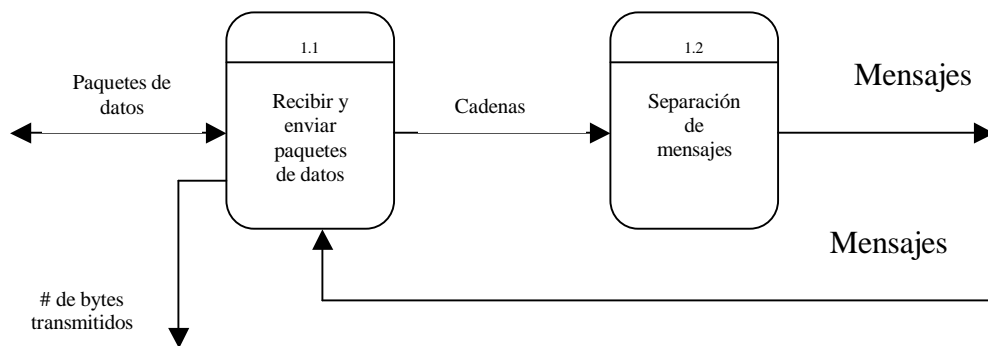 1.1
1.2
Paquetes de
datos
Recibir y
enviar
paquetes
de datos
Cadenas
Separación
de
mensajes
Mensajes
Mensajes
# de bytes
transmitidos